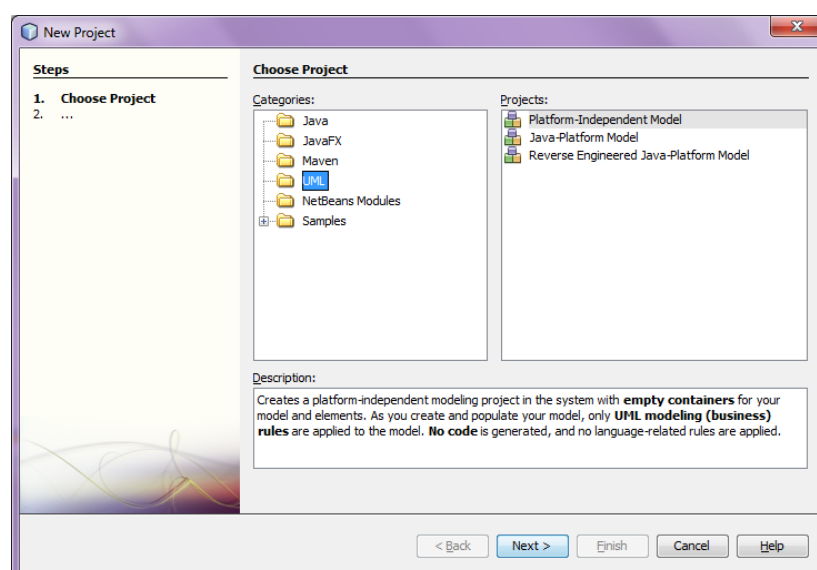 New Project
Steps
1. Choose Project
2. ...
Choose Project
Categories:
Java
JavaFX
Maven
UML
NetBeans Modules
Samples
Projects:
Platform-Independent Model
Java-Platform Model
Reverse Engineered Java-Platform Model
Description:
Creates a platform-independent modeling project in the system with empty containers for your
model and elements. As you create and populate your model, only UML modeling (business)
rules are applied to the model. No code is generated, and no language-related rules are applied.
< Back Next > Finish Cancel Help